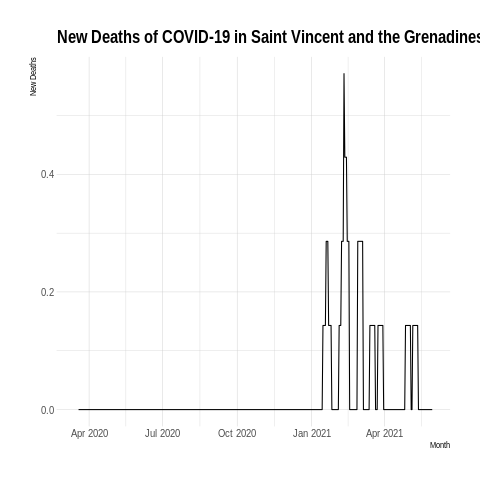 New Deaths of COVID-19 in Saint Vincent and the Grenadines
New Deaths
0.4
0.2
0.0
Apr 2020 Jul 2020 Oct 2020 Jan 2021 Apr 2021
Month